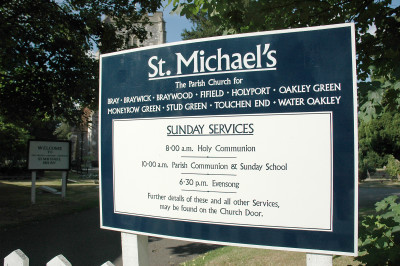 St. Michael's
The Parish Church for
BRAY · BRAYWICK · BRAYWOOD · FIFIELD · HOLYPORT · OAKLEY GREEN
MONEYROW GREEN · STUD GREEN · TOUCHEN END · WATER OAKLEY
SUNDAY SERVICES
8·00 a.m. Holy Communion
10·00 a.m. Parish Communion & Sunday School
6·30 p.m. Evensong
Further details of these and all other Services,
may be found on the Church Door.